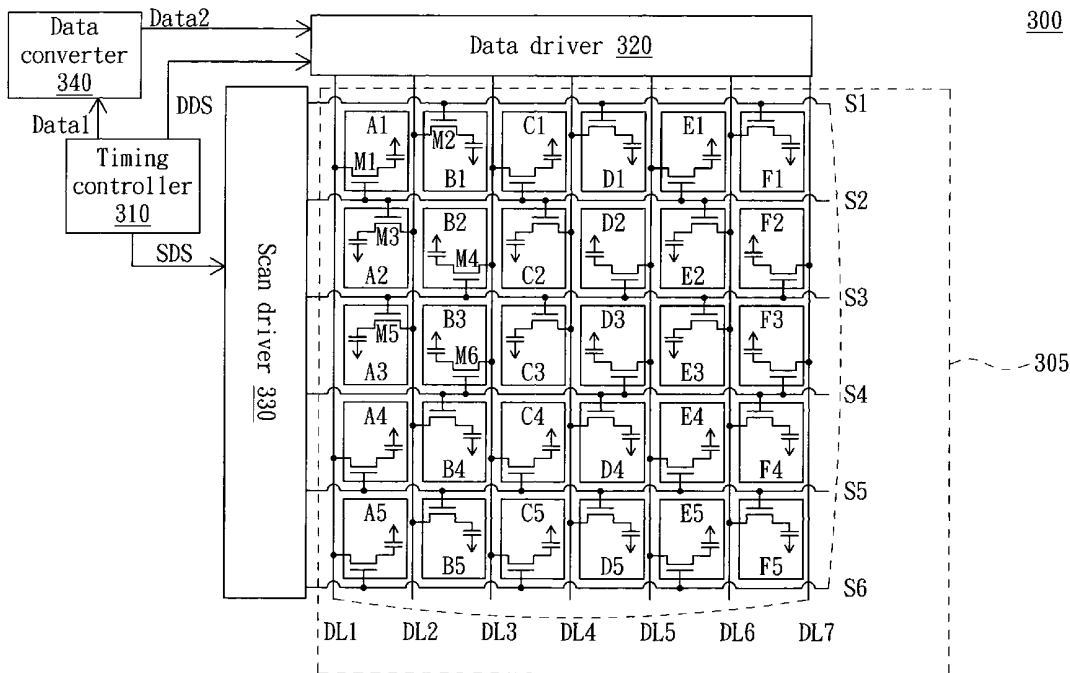 300
Data2
Data converter 340
Data driver 320
DDS
Data1
Timing controller 310
SDS
Scan driver 330
S1
A1 C1 E1
M1 M2
B1 D1 F1
S2
B2 D2 F2
M3 M4
A2 C2 E2
S3
B3 D3 F3
M5 M6
A3 C3 E3
305
S4
A4 C4 E4
B4 D4 F4
S5
A5 C5 E5
B5 D5 F5
S6
DL1 DL2 DL3 DL4 DL5 DL6 DL7